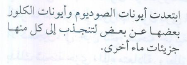 ابتعدت أيونات الصوديوم وأيونات الكلور
بعضها عن بعض لتنجذب إلى كل منها
جزيئات ماء أخرى.